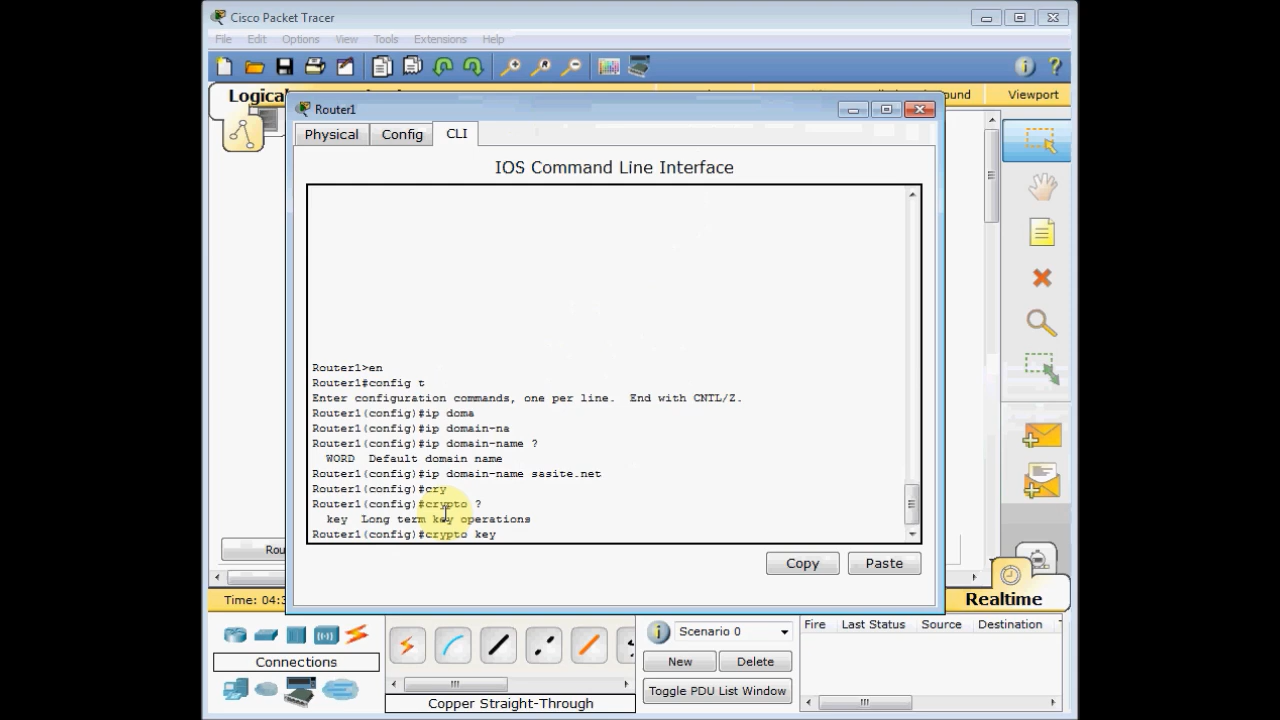 Cisco Packet Tracer
File Edit Options View Tools Extensions Help
Logical
Viewport
Router1
Physical Config CLI
IOS Command Line Interface
Router1>en
Router1#config t
Enter configuration commands, one per line. End with CNTL/Z.
Router1(config)#ip doma
Router1(config)#ip domain-na
Router1(config)#ip domain-name ?
WORD Default domain name
Router1(config)#ip domain-name sasite.net
Router1(config)#cry
Router1(config)#crypto ?
key Long term key operations
Router1(config)#crypto key
Copy Paste
Rou
Time: 04:
Realtime
Connections
Copper Straight-Through
Scenario 0
New Delete
Toggle PDU List Window
Fire Last Status Source Destination